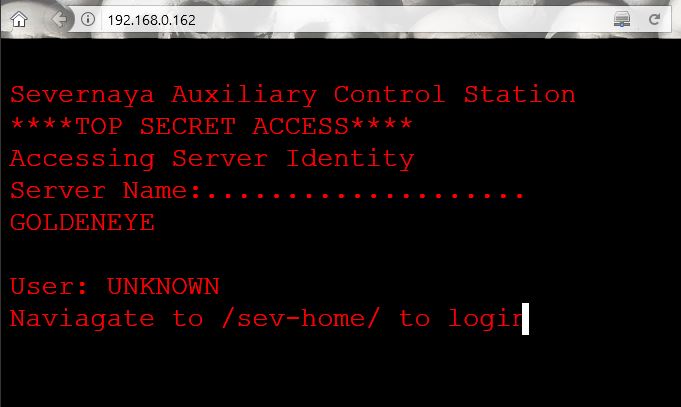 192.168.0.162
Severnaya Auxiliary Control Station
****TOP SECRET ACCESS****
Accessing Server Identity
Server Name:....................
GOLDENEYE
User: UNKNOWN
Naviagate to /sev-home/ to login